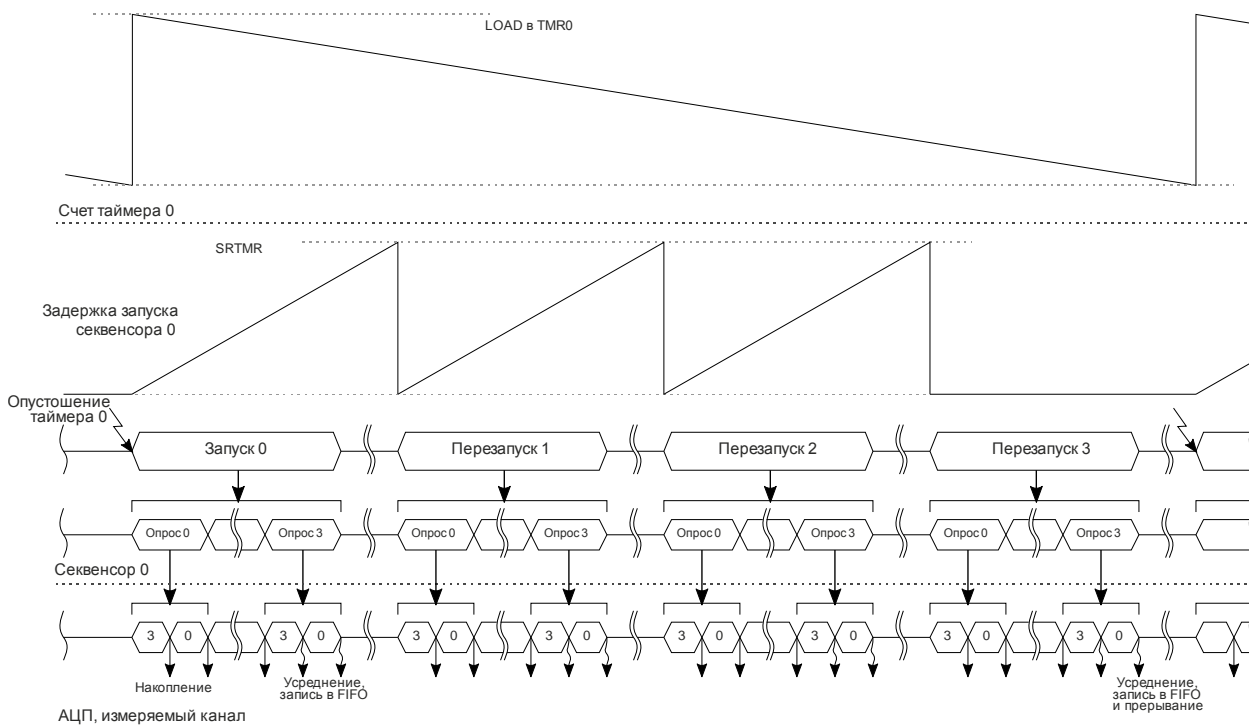 LOAD в TMR0
Счет таймера 0
SRTMR
Задержка запуска
секвенсора 0
Опустошение
таймера 0
Запуск 0
Перезапуск 1
Перезапуск 2
Перезапуск 3
Опрос 0
Опрос 3
Опрос 0
Опрос 3
Опрос 0
Опрос 3
Опрос 0
Опрос 3
Секвенсор 0
3 0 3 0 3 0 3 0 3 0 3 0 3 0 3 0
Накопление
Усреднение,
запись в FIFO
Усреднение,
запись в FIFO
и прерывание
АЦП, измеряемый канал